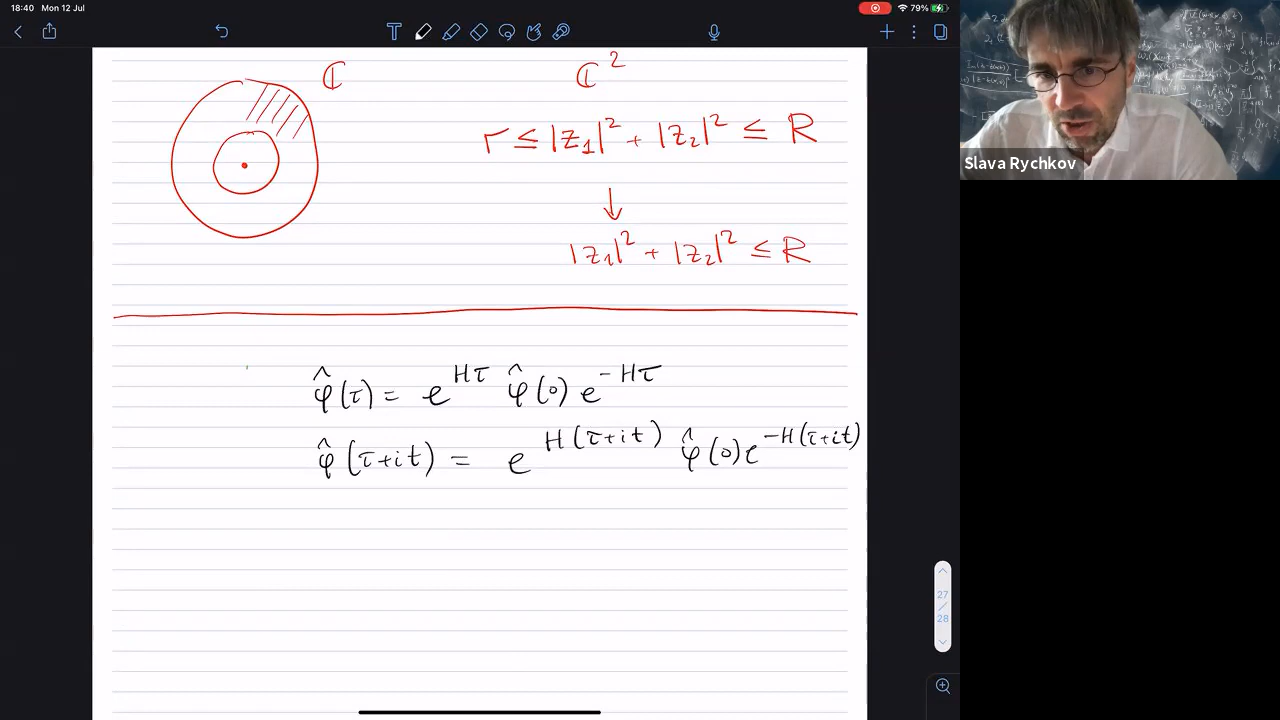 18:40 Mon 12 Jul
79%
ℂ
ℂ²
r ≤ |z₁|² + |z₂|² ≤ R
↓
|z₁|² + |z₂|² ≤ R
φ̂(τ) = e^{Hτ} φ̂(0) e^{-Hτ}
φ̂(τ+it) = e^{H(τ+it)} φ̂(0) e^{-H(τ+it)}
27
/
28
Slava Rychkov